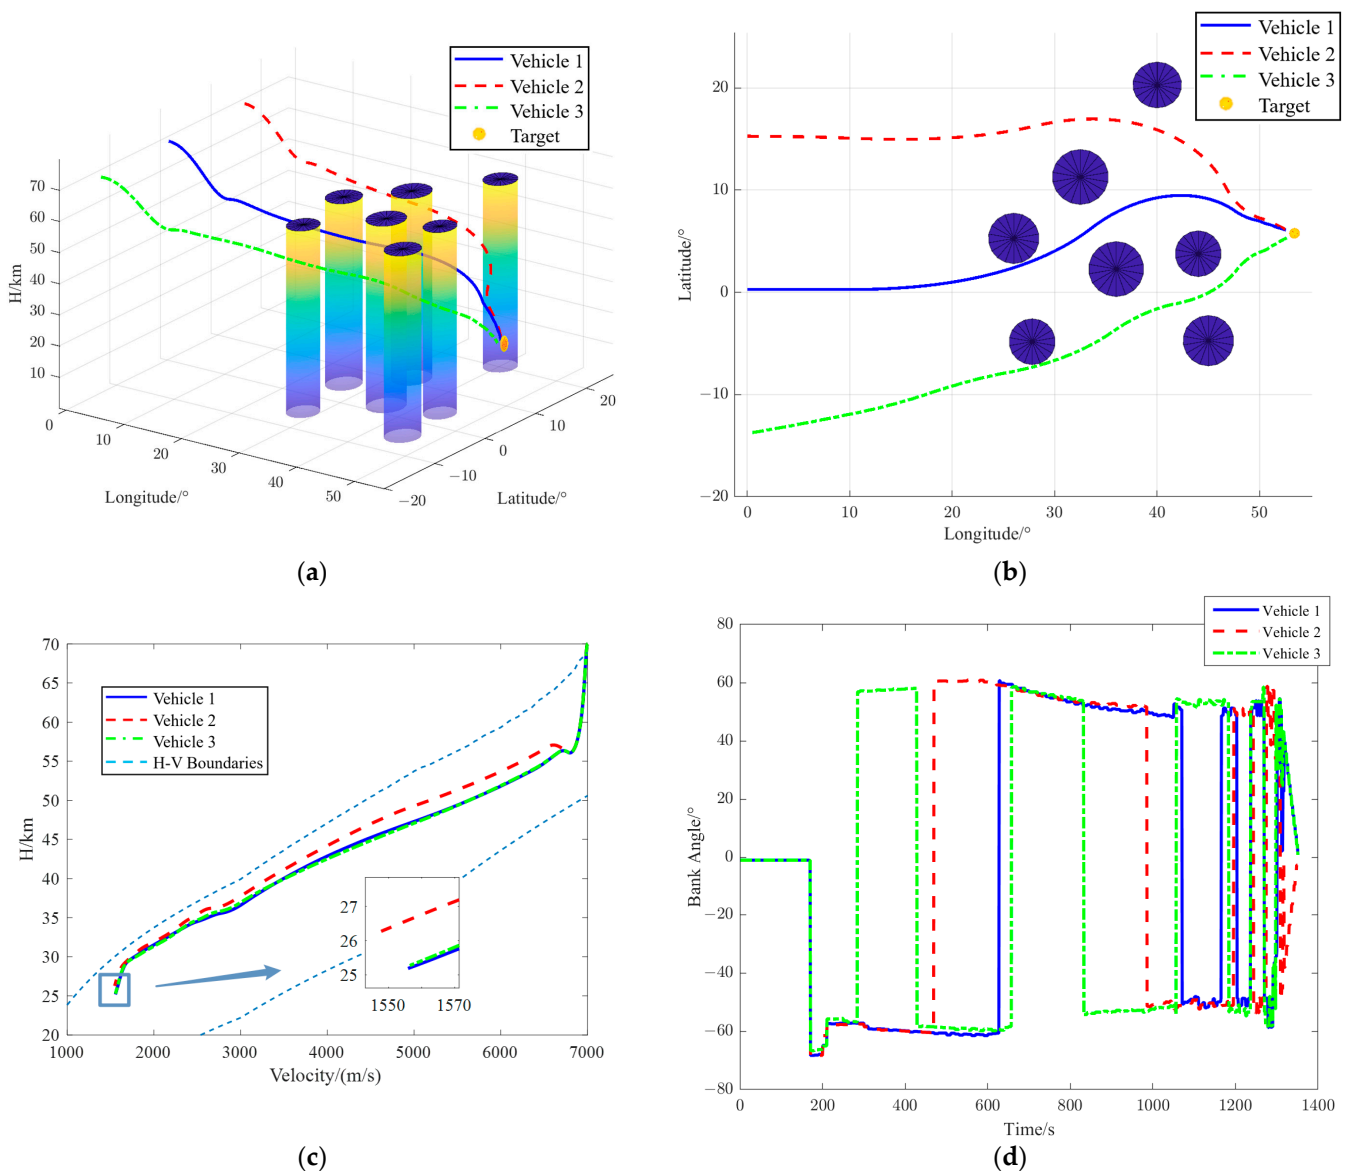 Vehicle 1
Vehicle 2
Vehicle 3
Target
H/km
70
60
50
40
30
20
10
0
10
20
30
40
50
Longitude/°
−20
−10
0
10
20
Latitude/°
(a)
Vehicle 1
Vehicle 2
Vehicle 3
Target
Latitude/°
20
10
0
−10
−20
0
10
20
30
40
50
Longitude/°
(b)
H/km
70
65
60
55
50
45
40
35
30
25
20
Vehicle 1
Vehicle 2
Vehicle 3
H-V Boundaries
27
26
25
1550
1570
1000
2000
3000
4000
5000
6000
7000
Velocity/(m/s)
(c)
Vehicle 1
Vehicle 2
Vehicle 3
Bank Angle/°
80
60
40
20
0
−20
−40
−60
−80
0
200
400
600
800
1000
1200
1400
Time/s
(d)